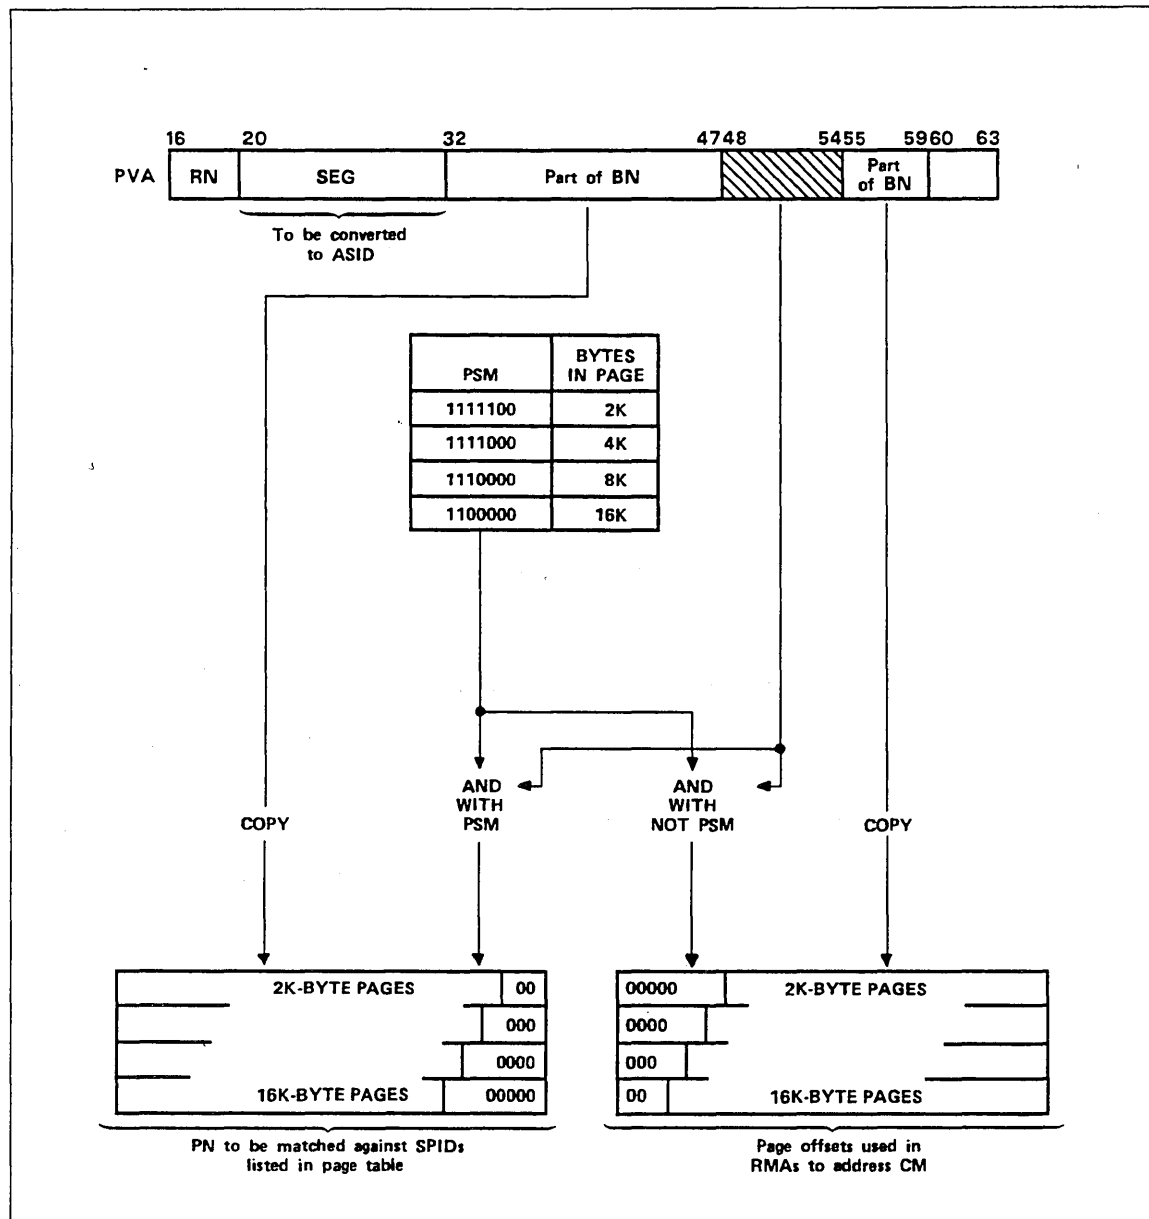 16 20 32 4748 5455 5960 63
PVA RN SEG Part of BN Part
of BN
To be converted
to ASID
PSM BYTES
IN PAGE
1111100 2K
1111000 4K
1110000 8K
1100000 16K
COPY
AND
WITH
PSM
AND
WITH
NOT PSM
COPY
2K-BYTE PAGES 00
000
0000
16K-BYTE PAGES 00000
PN to be matched against SPIDs
listed in page table
00000 2K-BYTE PAGES
0000
000
00 16K-BYTE PAGES
Page offsets used in
RMAs to address CM